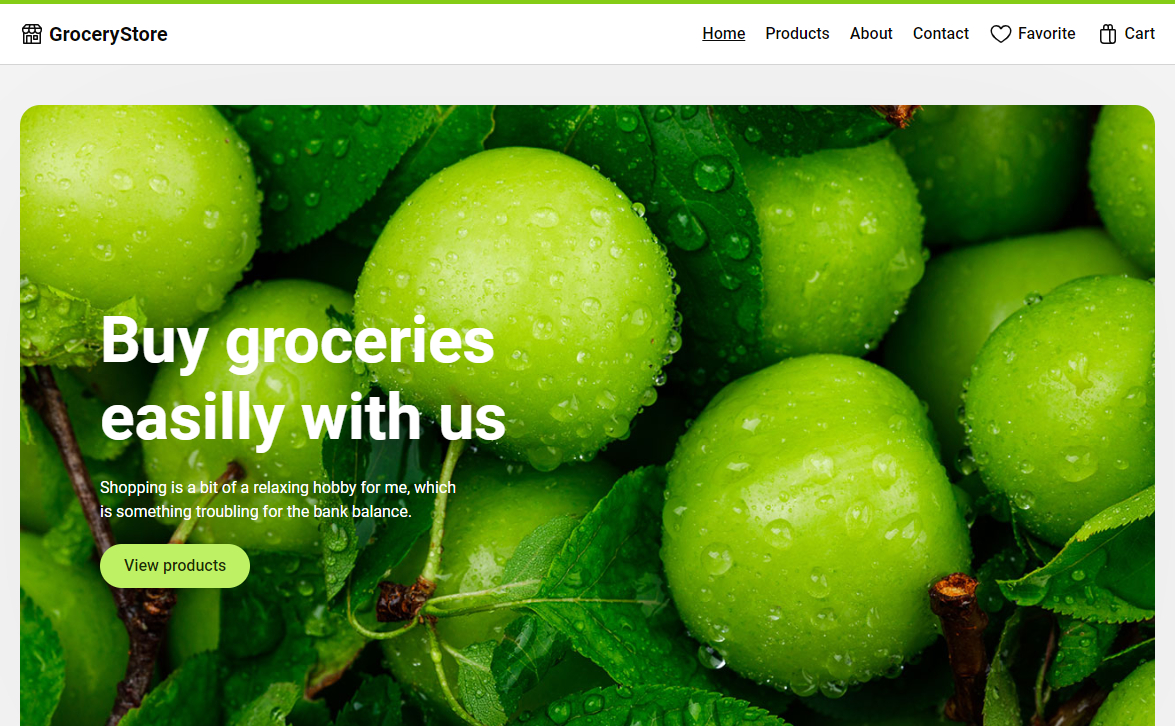 GroceryStore
Home Products About Contact Favorite Cart
Buy groceries
easilly with us
Shopping is a bit of a relaxing hobby for me, which
is something troubling for the bank balance.
View products